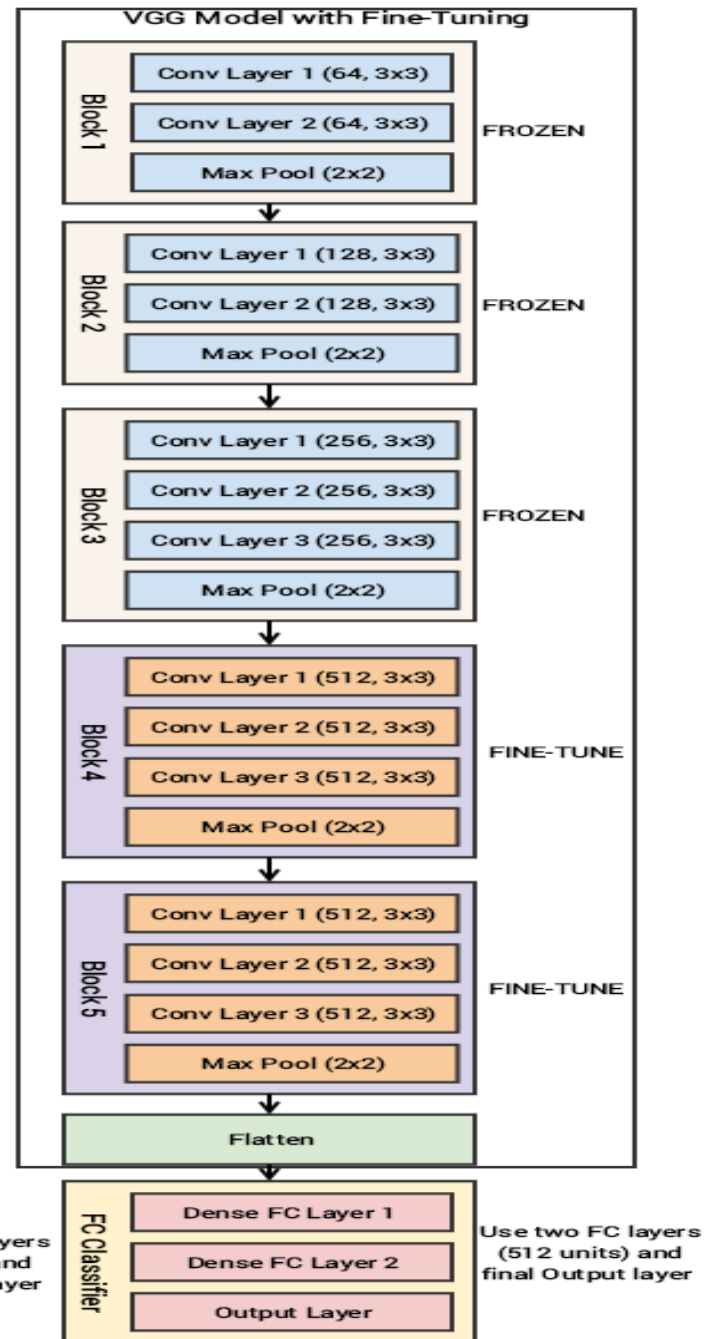 VGG Model with Fine-Tuning
Block 1
Conv Layer 1 (64, 3x3)
Conv Layer 2 (64, 3x3)
Max Pool (2x2)
FROZEN
Block 2
Conv Layer 1 (128, 3x3)
Conv Layer 2 (128, 3x3)
Max Pool (2x2)
FROZEN
Block 3
Conv Layer 1 (256, 3x3)
Conv Layer 2 (256, 3x3)
Conv Layer 3 (256, 3x3)
Max Pool (2x2)
FROZEN
Block 4
Conv Layer 1 (512, 3x3)
Conv Layer 2 (512, 3x3)
Conv Layer 3 (512, 3x3)
Max Pool (2x2)
FINE-TUNE
Block 5
Conv Layer 1 (512, 3x3)
Conv Layer 2 (512, 3x3)
Conv Layer 3 (512, 3x3)
Max Pool (2x2)
FINE-TUNE
Flatten
FC Classifier
Dense FC Layer 1
Dense FC Layer 2
Output Layer
Use two FC layers
(512 units) and
final Output layer